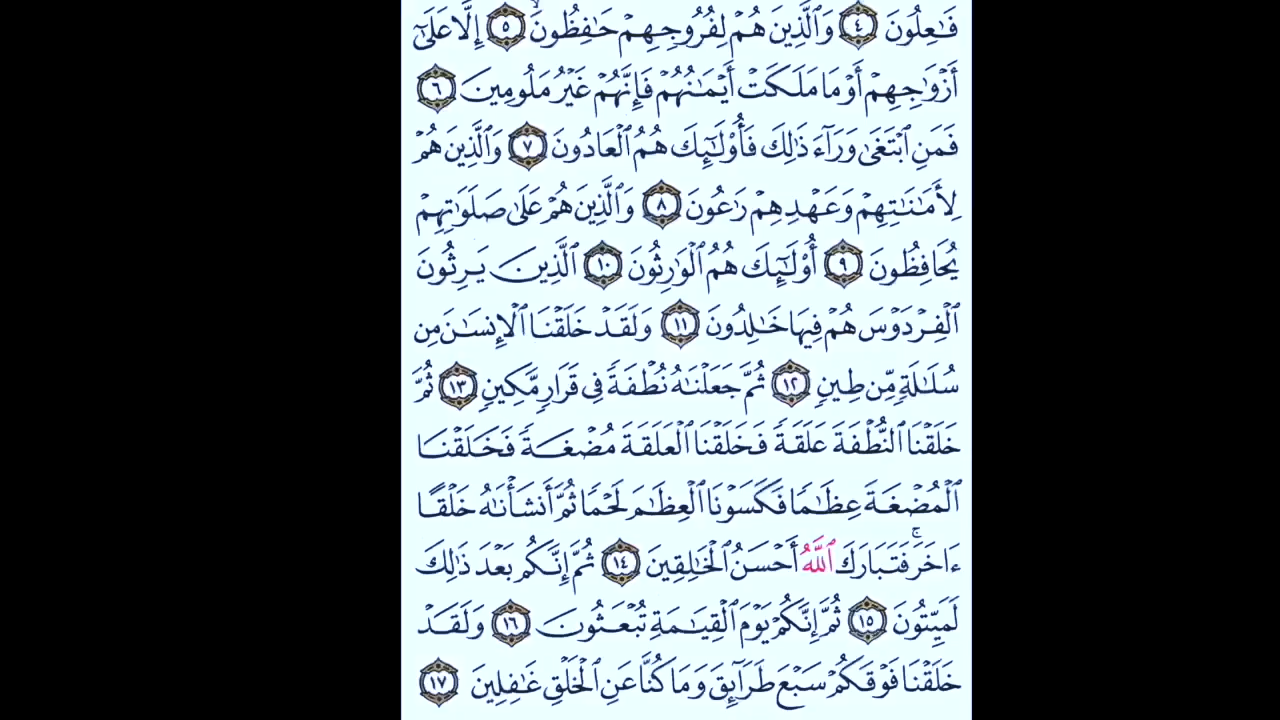 فَٰعِلُونَ ٤ وَٱلَّذِينَ هُمۡ لِفُرُوجِهِمۡ حَٰفِظُونَ ٥ إِلَّا عَلَىٰٓ
أَزۡوَٰجِهِمۡ أَوۡ مَا مَلَكَتۡ أَيۡمَٰنُهُمۡ فَإِنَّهُمۡ غَيۡرُ مَلُومِينَ ٦
فَمَنِ ٱبۡتَغَىٰ وَرَآءَ ذَٰلِكَ فَأُوْلَٰٓئِكَ هُمُ ٱلۡعَادُونَ ٧ وَٱلَّذِينَ هُمۡ
لِأَمَٰنَٰتِهِمۡ وَعَهۡدِهِمۡ رَٰعُونَ ٨ وَٱلَّذِينَ هُمۡ عَلَىٰ صَلَوَٰتِهِمۡ
يُحَافِظُونَ ٩ أُوْلَٰٓئِكَ هُمُ ٱلۡوَٰرِثُونَ ١٠ ٱلَّذِينَ يَرِثُونَ
ٱلۡفِرۡدَوۡسَ هُمۡ فِيهَا خَٰلِدُونَ ١١ وَلَقَدۡ خَلَقۡنَا ٱلۡإِنسَٰنَ مِن
سُلَٰلَةٖ مِّن طِينٖ ١٢ ثُمَّ جَعَلۡنَٰهُ نُطۡفَةٗ فِي قَرَارٖ مَّكِينٖ ١٣ ثُمَّ
خَلَقۡنَا ٱلنُّطۡفَةَ عَلَقَةٗ فَخَلَقۡنَا ٱلۡعَلَقَةَ مُضۡغَةٗ فَخَلَقۡنَا
ٱلۡمُضۡغَةَ عِظَٰمٗا فَكَسَوۡنَا ٱلۡعِظَٰمَ لَحۡمٗا ثُمَّ أَنشَأۡنَٰهُ خَلۡقًا
ءَاخَرَۚ فَتَبَارَكَ ٱللَّهُ أَحۡسَنُ ٱلۡخَٰلِقِينَ ١٤ ثُمَّ إِنَّكُم بَعۡدَ ذَٰلِكَ
لَمَيِّتُونَ ١٥ ثُمَّ إِنَّكُمۡ يَوۡمَ ٱلۡقِيَٰمَةِ تُبۡعَثُونَ ١٦ وَلَقَدۡ
خَلَقۡنَا فَوۡقَكُمۡ سَبۡعَ طَرَآئِقَ وَمَا كُنَّا عَنِ ٱلۡخَلۡقِ غَٰفِلِينَ ١٧